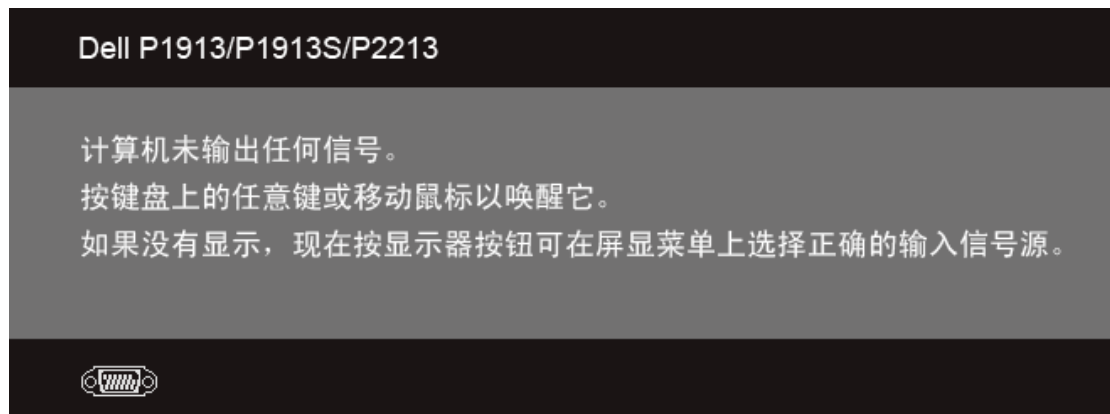 Dell P1913/P1913S/P2213
计算机未输出任何信号。
按键盘上的任意键或移动鼠标以唤醒它。
如果没有显示，现在按显示器按钮可在屏显菜单上选择正确的输入信号源。